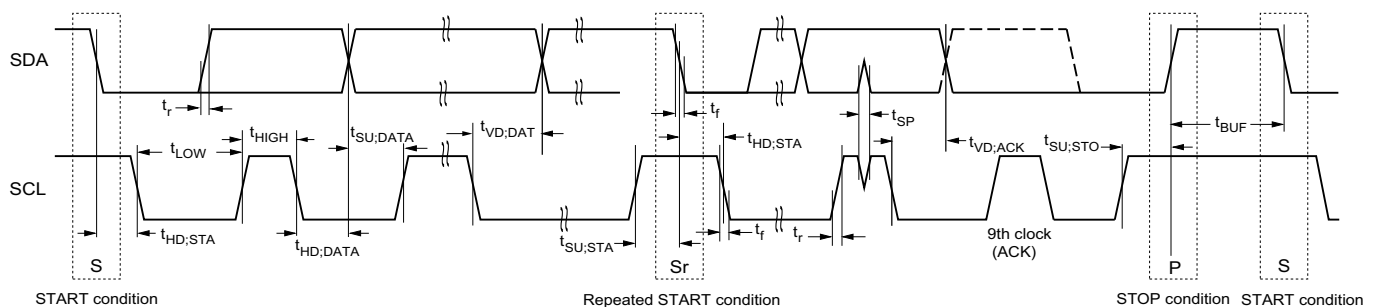 SDA
t_r
t_f
t_SP
t_BUF
t_LOW
t_HIGH
t_SU;DATA
t_VD;DAT
t_HD;STA
t_VD;ACK
t_SU;STO
SCL
t_HD;STA
t_HD;DATA
t_SU;STA
t_f
t_r
9th clock
(ACK)
S
Sr
P
S
START condition
Repeated START condition
STOP condition
START condition